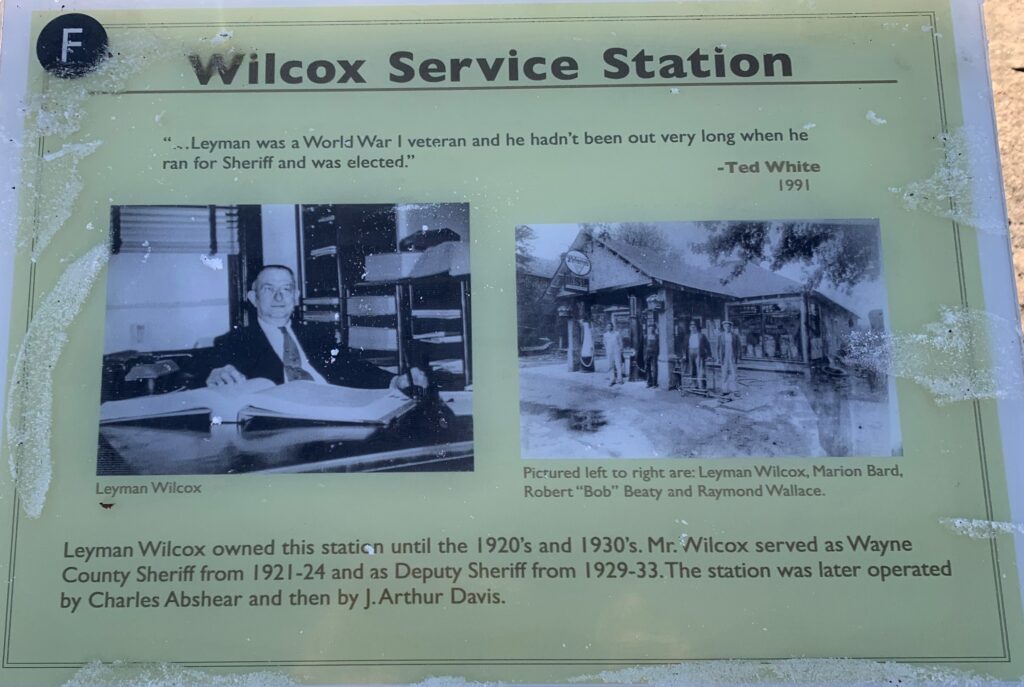 F
Wilcox Service Station
“...Leyman was a World War I veteran and he hadn’t been out very long when he
ran for Sheriff and was elected.”
-Ted White
1991
Leyman Wilcox
Pictured left to right are: Leyman Wilcox, Marion Bard,
Robert “Bob” Beaty and Raymond Wallace.
Leyman Wilcox owned this station until the 1920’s and 1930’s. Mr. Wilcox served as Wayne
County Sheriff from 1921-24 and as Deputy Sheriff from 1929-33. The station was later operated
by Charles Abshear and then by J. Arthur Davis.